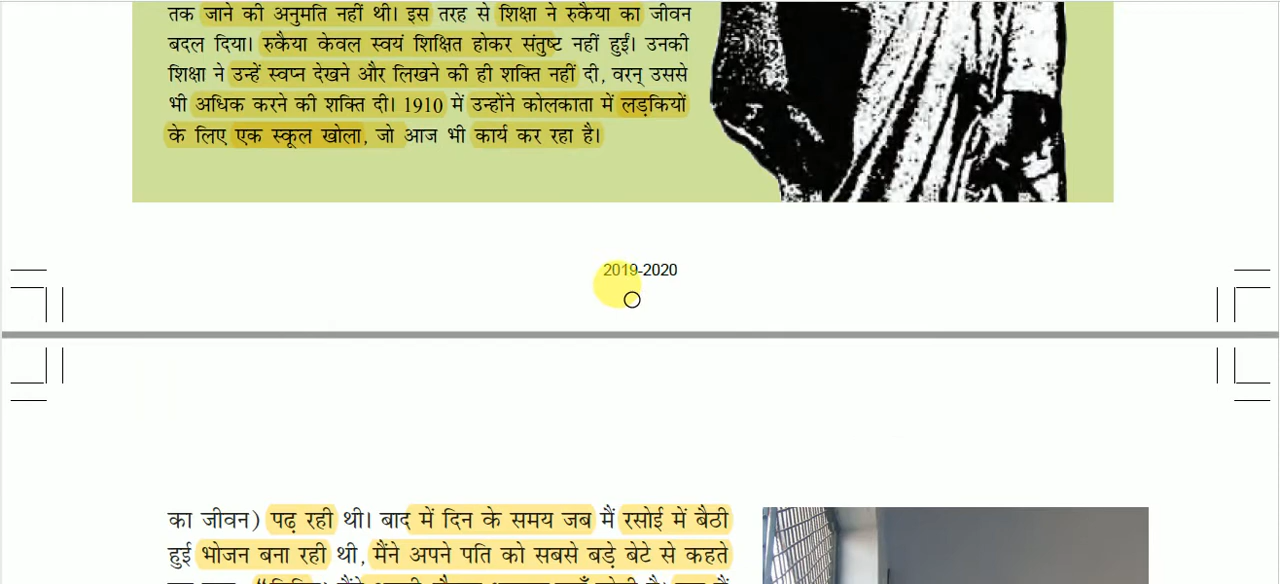 तक जाने की अनुमति नहीं थी। इस तरह से शिक्षा ने रुकैया का जीवन
बदल दिया। रुकैया केवल स्वयं शिक्षित होकर संतुष्ट नहीं हुईं। उनकी
शिक्षा ने उन्हें स्वप्न देखने और लिखने की ही शक्ति नहीं दी, वरन् उससे
भी अधिक करने की शक्ति दी। 1910 में उन्होंने कोलकाता में लड़कियों
के लिए एक स्कूल खोला, जो आज भी कार्य कर रहा है।
2019-2020
का जीवन) पढ़ रही थी। बाद में दिन के समय जब मैं रसोई में बैठी
हुई भोजन बना रही थी, मैंने अपने पति को सबसे बड़े बेटे से कहते